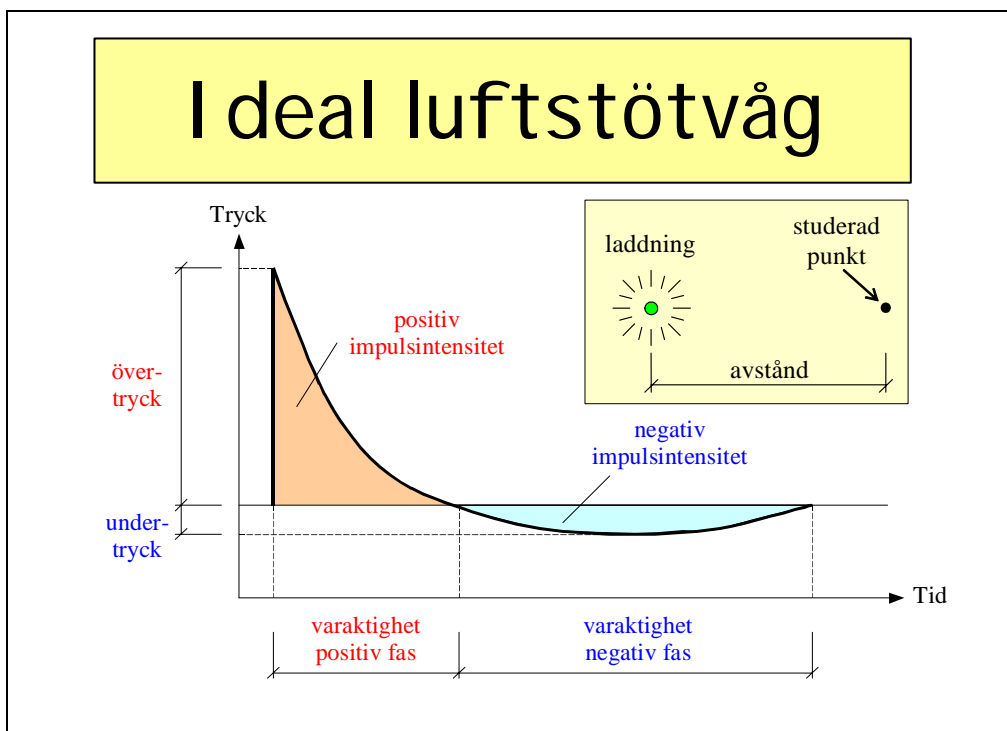 Ideal luftstötvåg
Tryck
laddning
studerad
punkt
avstånd
positiv
impulsintensitet
över-
tryck
negativ
impulsintensitet
under-
tryck
Tid
varaktighet
positiv fas
varaktighet
negativ fas